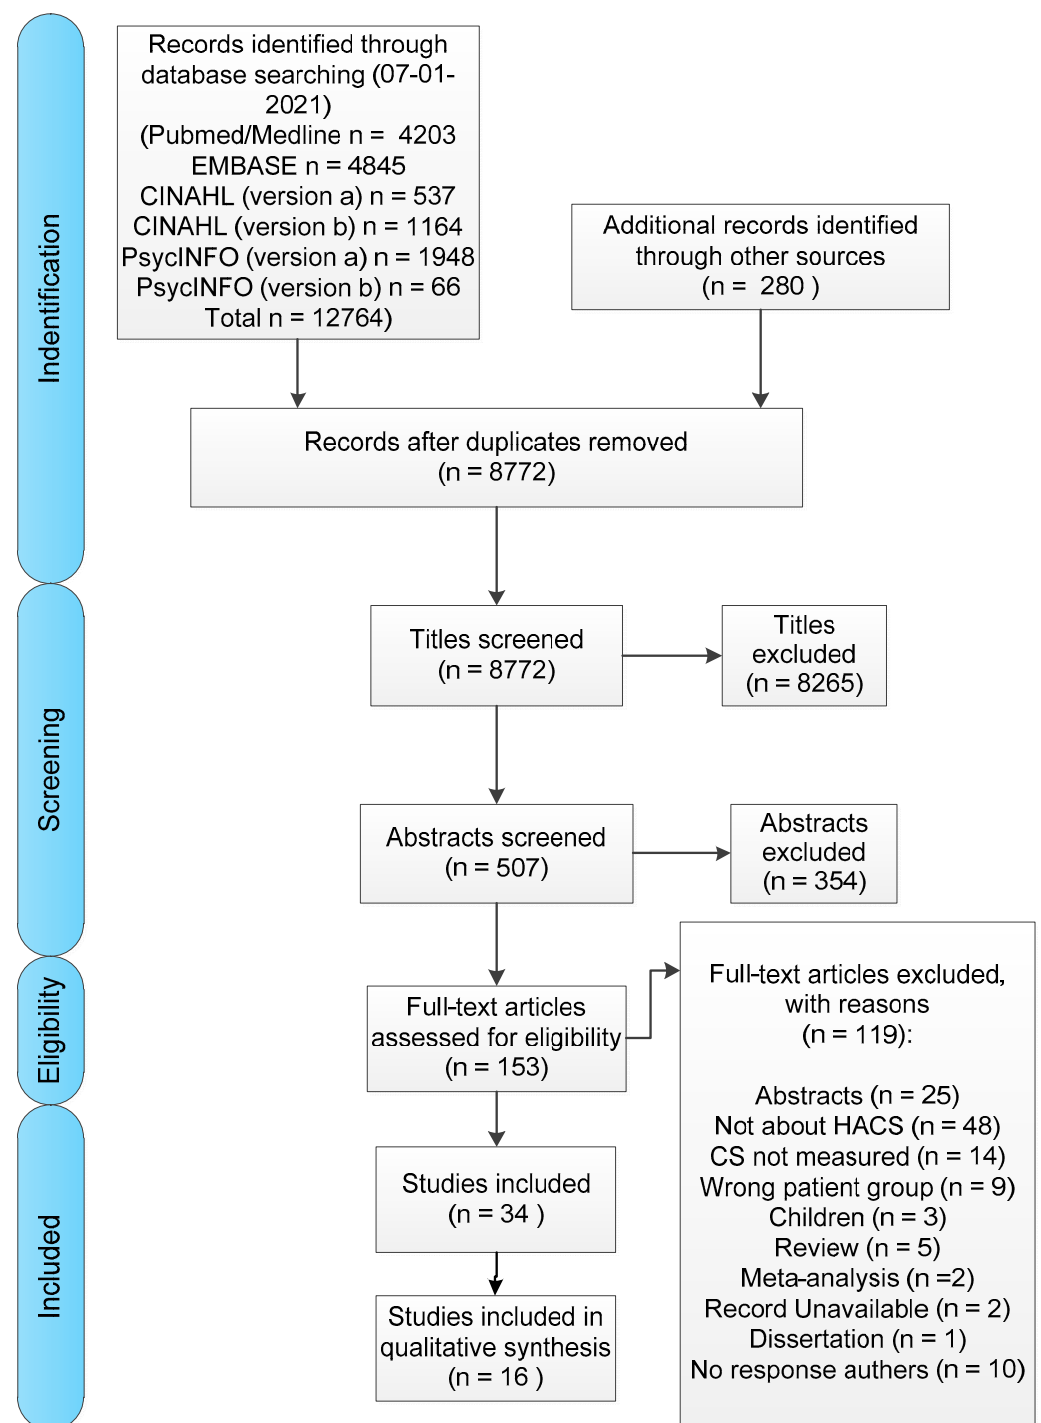 Indentification
Records identified through
database searching (07-01-
2021)
(Pubmed/Medline n =  4203
EMBASE n = 4845
CINAHL (version a) n = 537
CINAHL (version b) n = 1164
PsycINFO (version a) n = 1948
PsycINFO (version b) n = 66
Total n = 12764)
Additional records identified
through other sources
(n =  280 )
Records after duplicates removed
(n = 8772)
Screening
Titles screened
(n = 8772)
Titles
excluded
(n = 8265)
Abstracts screened
(n = 507)
Abstracts
excluded
(n = 354)
Eligibility
Full-text articles
assessed for eligibility
(n = 153)
Full-text articles excluded,
with reasons
(n = 119):
Abstracts (n = 25)
Not about HACS (n = 48)
CS not measured (n = 14)
Wrong patient group (n = 9)
Children (n = 3)
Review (n = 5)
Meta-analysis (n =2)
Record Unavailable (n = 2)
Dissertation (n = 1)
No response authers (n = 10)
Included
Studies included
(n = 34 )
Studies included in
qualitative synthesis
(n = 16 )